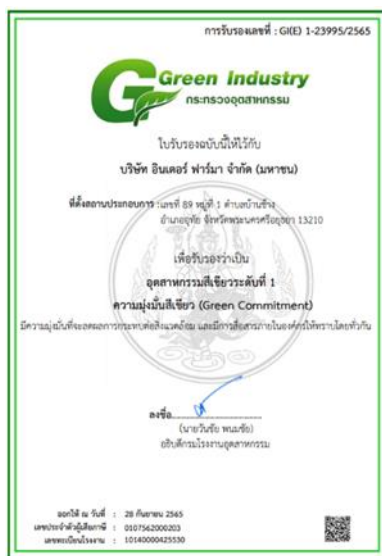 การรับรองเลขที่ : GI(E) 1-23995/2565
Green Industry
กระทรวงอุตสาหกรรม
ใบรับรองฉบับนี้ให้ไว้กับ
บริษัท อินเตอร์ ฟาร์มา จำกัด (มหาชน)
ที่ตั้งสถานประกอบการ :เลขที่ 89 หมู่ที่ 1 ตำบลบ้านช้าง
อำเภออุทัย จังหวัดพระนครศรีอยุธยา 13210
เพื่อรับรองว่าเป็น
อุตสาหกรรมสีเขียวระดับที่ 1
ความมุ่งมั่นสีเขียว (Green Commitment)
มีความมุ่งมั่นที่จะลดผลการกระทบต่อสิ่งแวดล้อม และมีการสื่อสารภายในองค์กรให้ทราบโดยทั่วกัน
ลงชื่อ
(นายวันชัย พนมชัย)
อธิบดีกรมโรงงานอุตสาหกรรม
ออกให้ ณ วันที่ : 28 กันยายน 2565
เลขประจำตัวผู้เสียภาษี : 0107562000203
เลขทะเบียนโรงงาน : 10140000425530